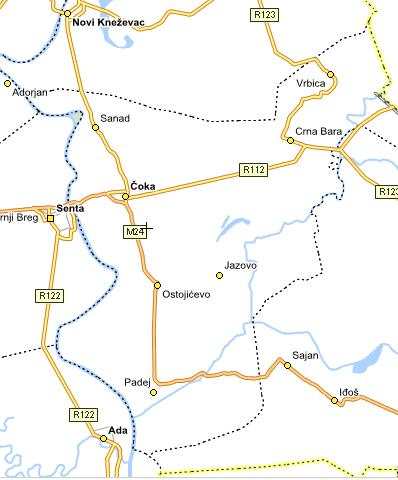 R123
Novi Kneževac
Vrbica
Adorjan
Sanad
Crna Bara
R112
Čoka
R123
Senta
rnji Breg
M24
Jazovo
R122
Ostojićevo
Sajan
Padej
Iđoš
R122
Ada